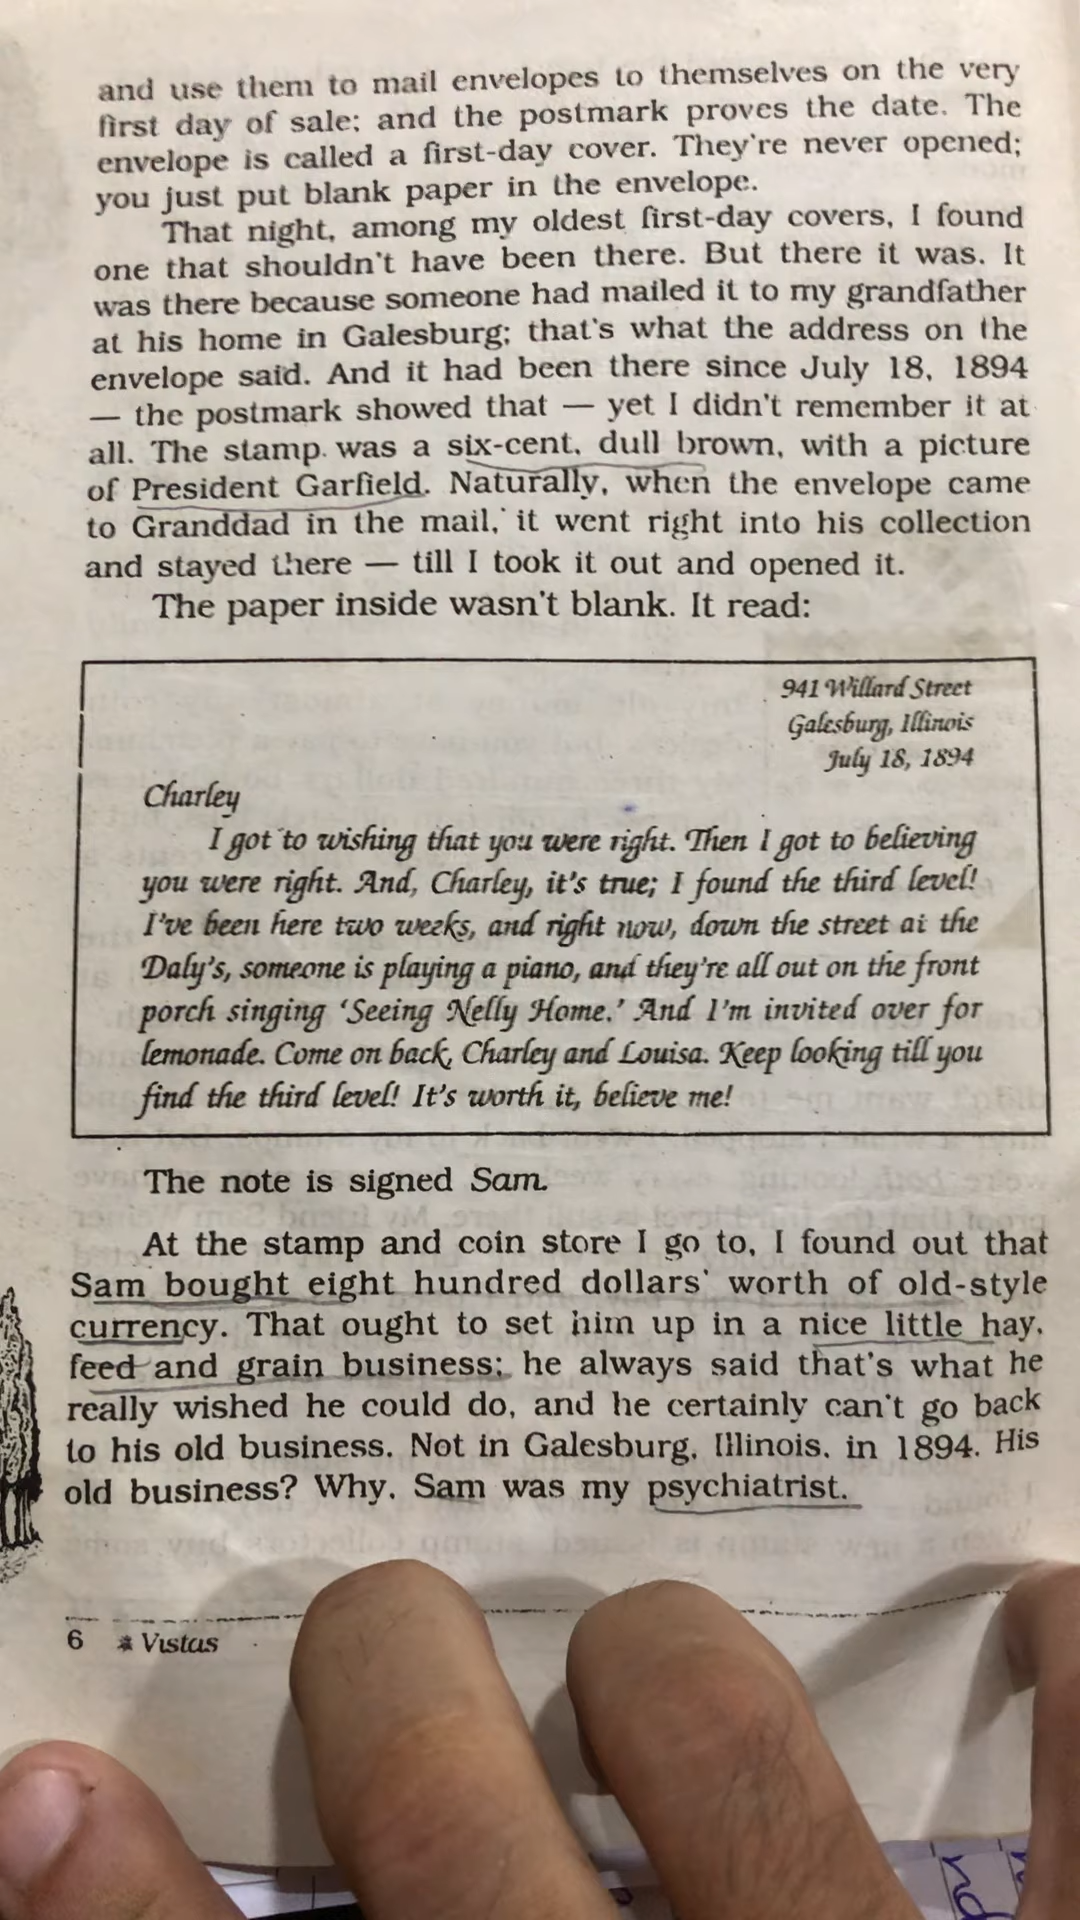 and use them to mail envelopes to themselves on the very
first day of sale; and the postmark proves the date. The
envelope is called a first-day cover. They're never opened;
you just put blank paper in the envelope.
That night, among my oldest first-day covers, I found
one that shouldn't have been there. But there it was. It
was there because someone had mailed it to my grandfather
at his home in Galesburg; that's what the address on the
envelope said. And it had been there since July 18, 1894
— the postmark showed that — yet I didn't remember it at
all. The stamp was a six-cent, dull brown, with a picture
of President Garfield. Naturally, when the envelope came
to Granddad in the mail, it went right into his collection
and stayed there — till I took it out and opened it.
The paper inside wasn't blank. It read:
941 Willard Street
Galesburg, Illinois
July 18, 1894
Charley
I got to wishing that you were right. Then I got to believing
you were right. And, Charley, it's true; I found the third level!
I've been here two weeks, and right now, down the street at the
Daly's, someone is playing a piano, and they're all out on the front
porch singing ‘Seeing Nelly Home.’ And I'm invited over for
lemonade. Come on back, Charley and Louisa. Keep looking till you
find the third level! It's worth it, believe me!
The note is signed Sam.
At the stamp and coin store I go to, I found out that
Sam bought eight hundred dollars' worth of old-style
currency. That ought to set him up in a nice little hay,
feed and grain business; he always said that's what he
really wished he could do, and he certainly can't go back
to his old business. Not in Galesburg, Illinois, in 1894. His
old business? Why, Sam was my psychiatrist.
6 * Vistas